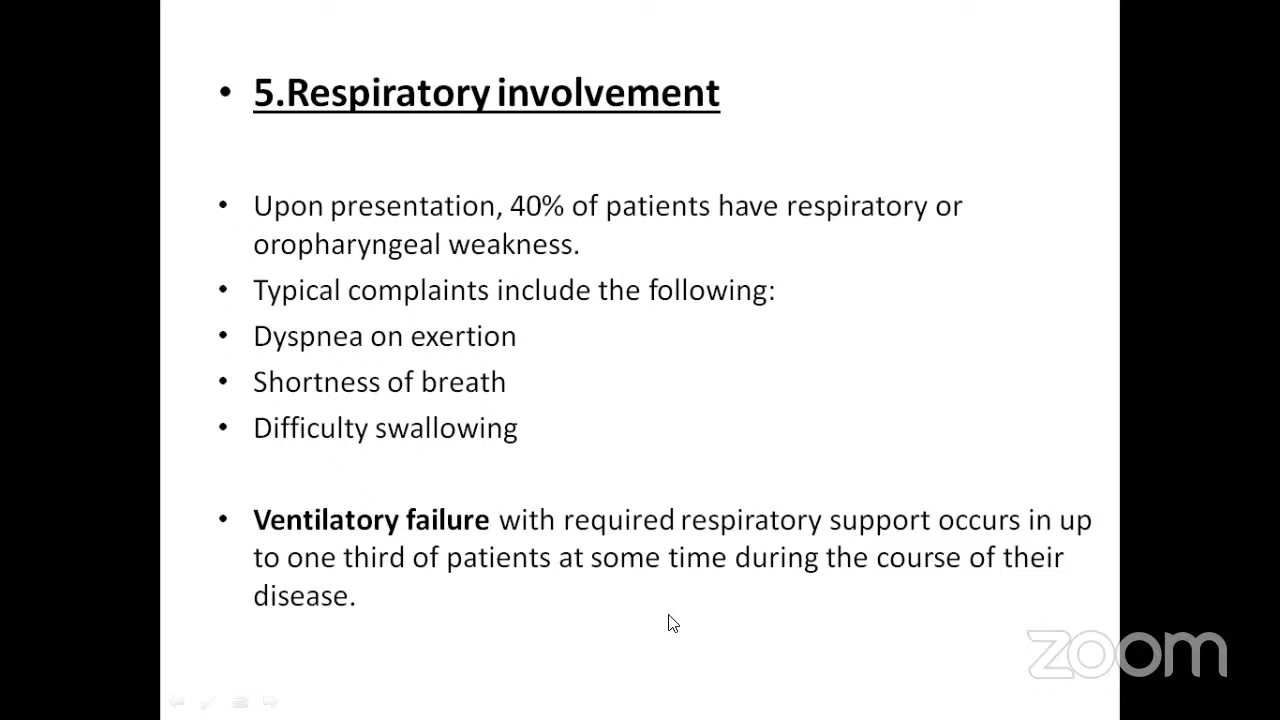 • 5.Respiratory involvement
• Upon presentation, 40% of patients have respiratory or
oropharyngeal weakness.
• Typical complaints include the following:
• Dyspnea on exertion
• Shortness of breath
• Difficulty swallowing
• Ventilatory failure with required respiratory support occurs in up
to one third of patients at some time during the course of their
disease.
zoom